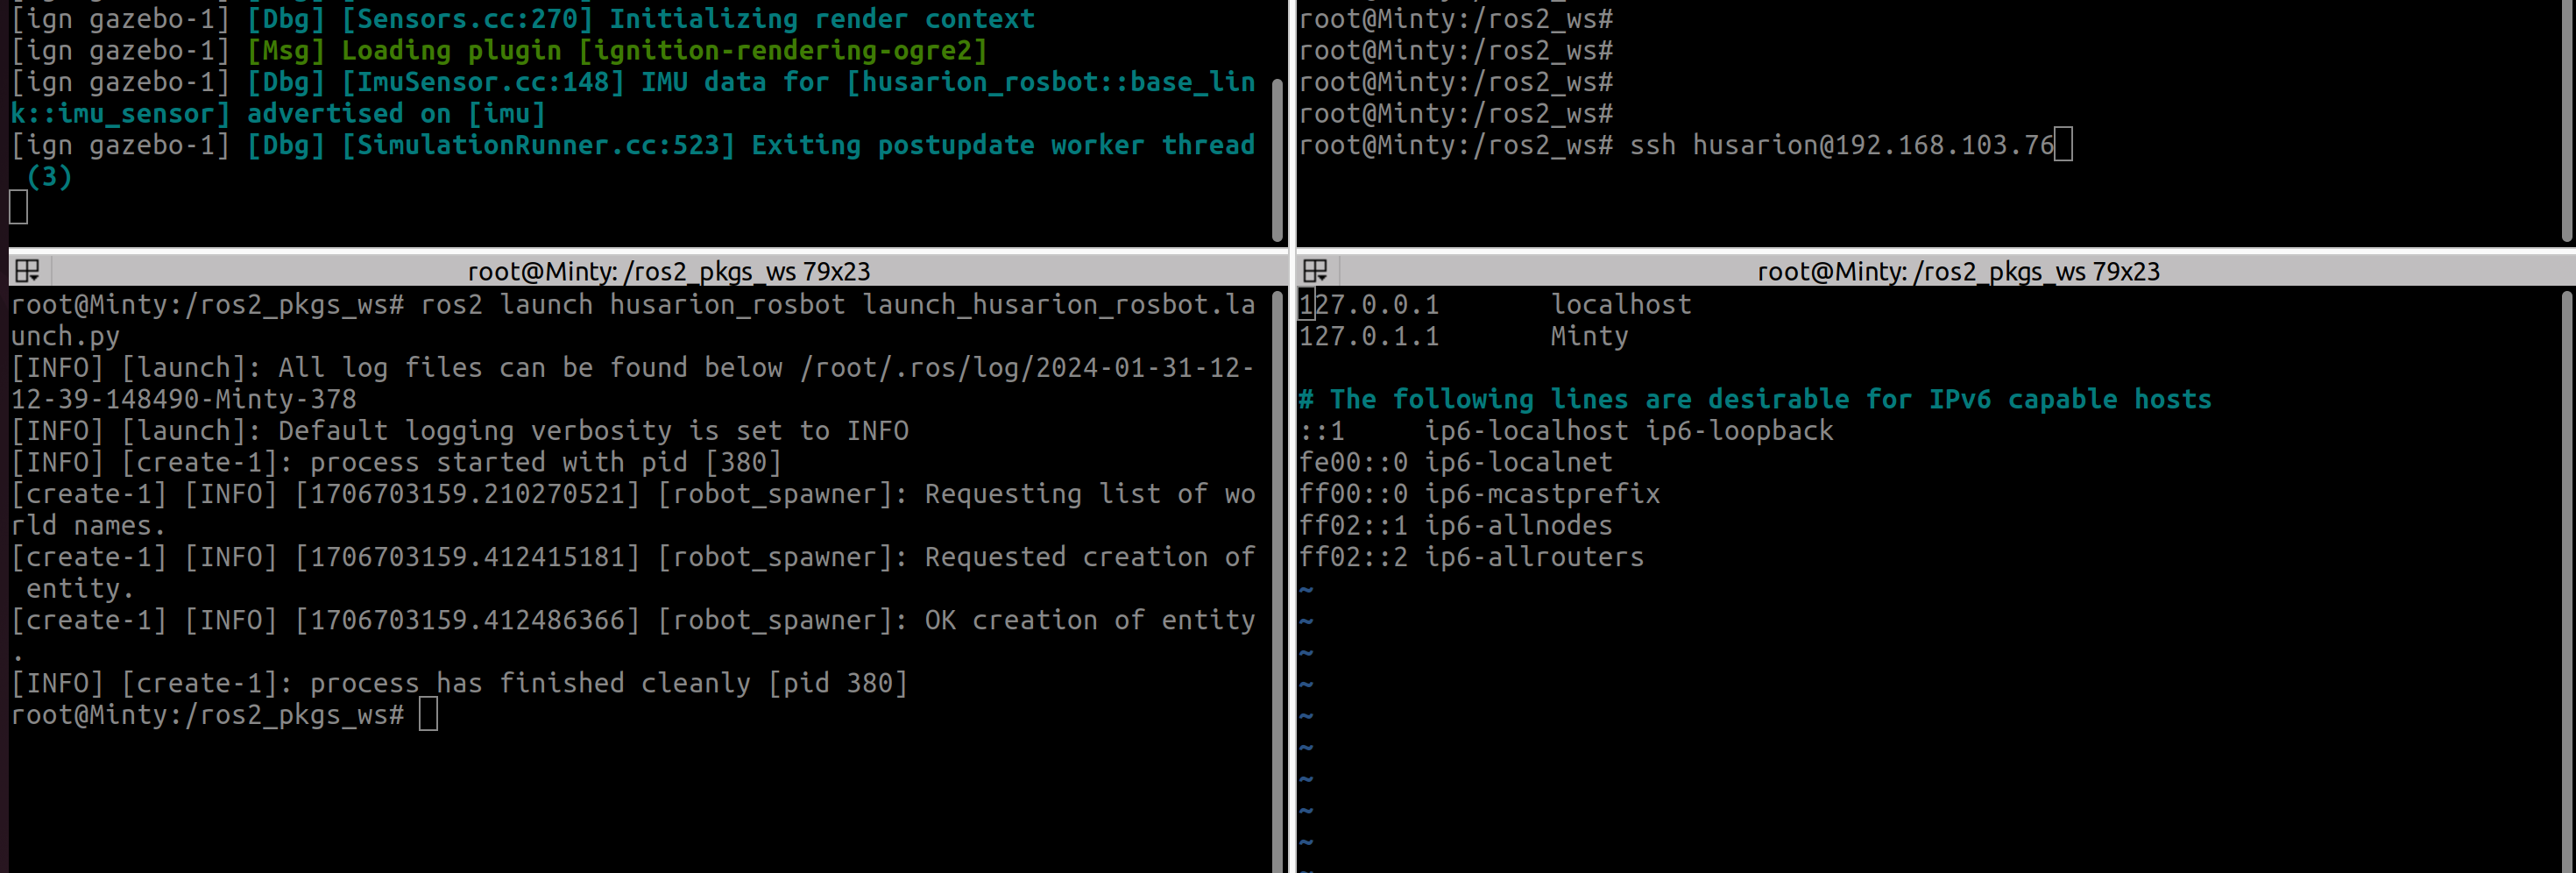 [ign gazebo-1] [Dbg] [Sensors.cc:270] Initializing render context
[ign gazebo-1] [Msg] Loading plugin [ignition-rendering-ogre2]
[ign gazebo-1] [Dbg] [ImuSensor.cc:148] IMU data for [husarion_rosbot::base_lin
k::imu_sensor] advertised on [imu]
[ign gazebo-1] [Dbg] [SimulationRunner.cc:523] Exiting postupdate worker thread
(3)
root@Minty:/ros2_ws#
root@Minty:/ros2_ws#
root@Minty:/ros2_ws#
root@Minty:/ros2_ws#
root@Minty:/ros2_ws# ssh husarion@192.168.103.76
root@Minty: /ros2_pkgs_ws 79x23
root@Minty:/ros2_pkgs_ws# ros2 launch husarion_rosbot launch_husarion_rosbot.la
unch.py
[INFO] [launch]: All log files can be found below /root/.ros/log/2024-01-31-12-
12-39-148490-Minty-378
[INFO] [launch]: Default logging verbosity is set to INFO
[INFO] [create-1]: process started with pid [380]
[create-1] [INFO] [1706703159.210270521] [robot_spawner]: Requesting list of wo
rld names.
[create-1] [INFO] [1706703159.412415181] [robot_spawner]: Requested creation of
entity.
[create-1] [INFO] [1706703159.412486366] [robot_spawner]: OK creation of entity
.
[INFO] [create-1]: process has finished cleanly [pid 380]
root@Minty:/ros2_pkgs_ws#
root@Minty: /ros2_pkgs_ws 79x23
127.0.0.1 localhost
127.0.1.1 Minty
# The following lines are desirable for IPv6 capable hosts
::1 ip6-localhost ip6-loopback
fe00::0 ip6-localnet
ff00::0 ip6-mcastprefix
ff02::1 ip6-allnodes
ff02::2 ip6-allrouters
~
~
~
~
~
~
~
~
~
~